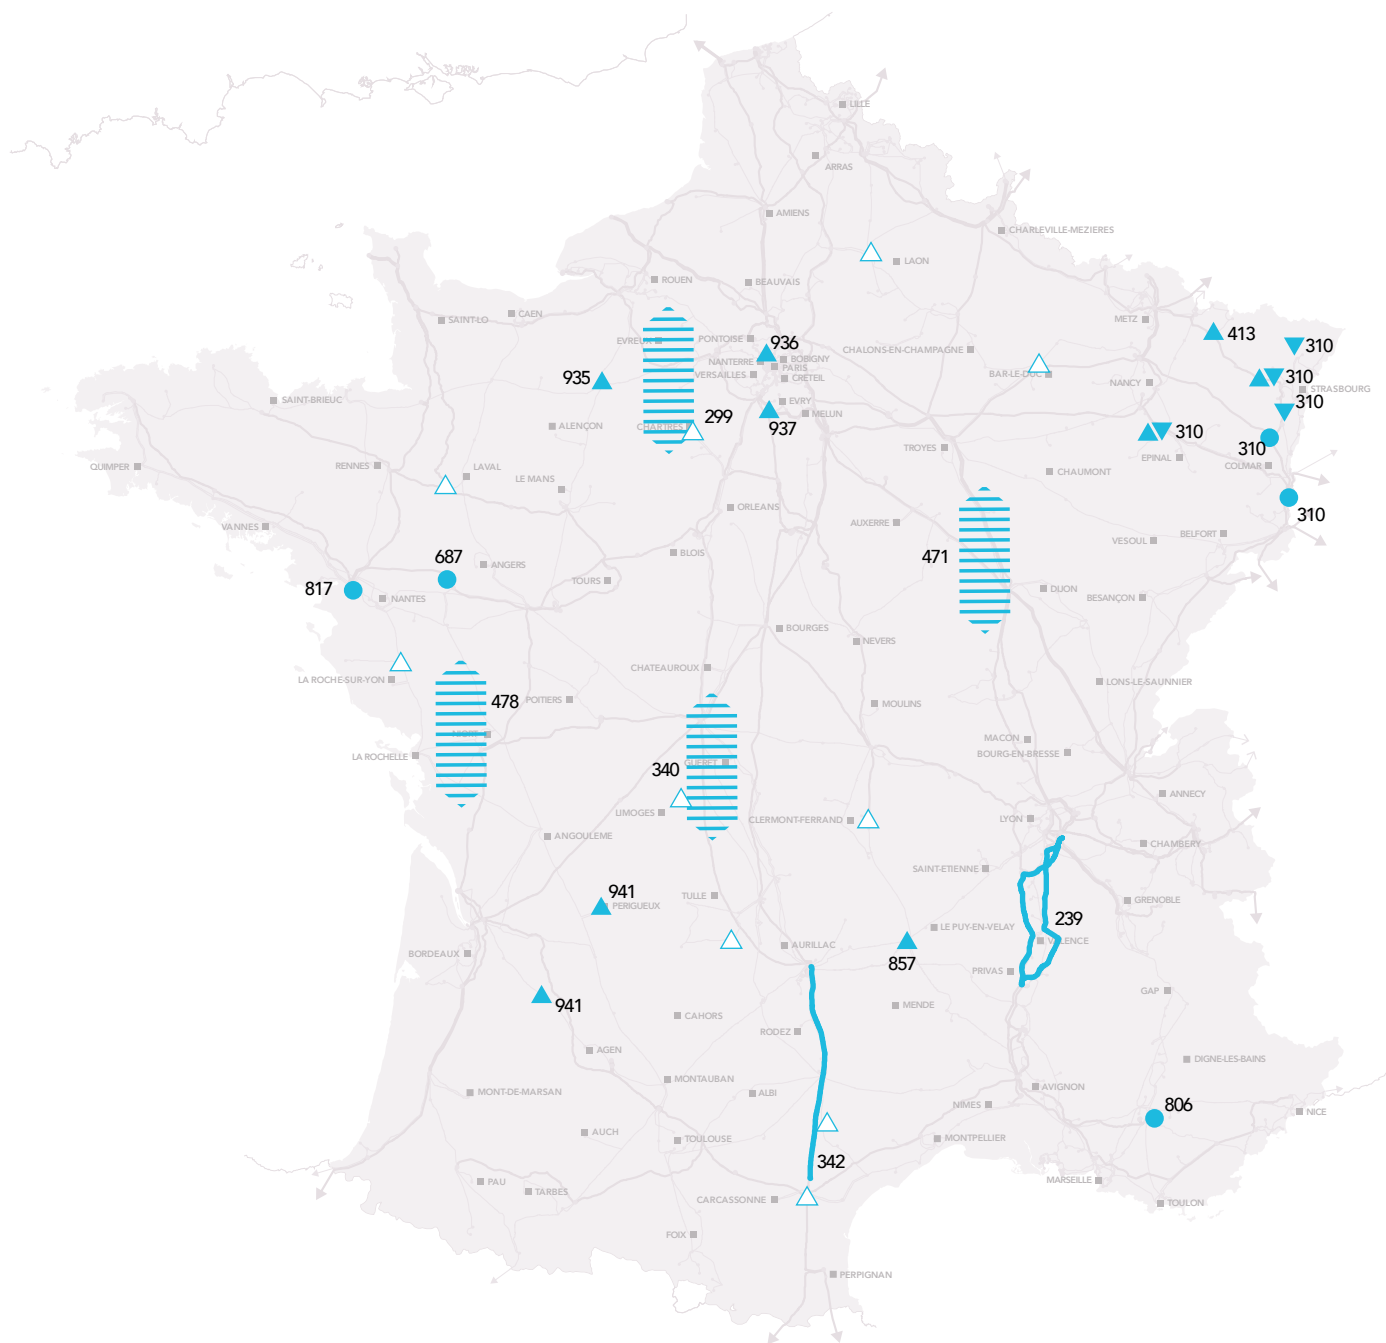 LILLE
ARRAS
AMIENS
CHARLEVILLE-MEZIERES
LAON
ROUEN
BEAUVAIS
CAEN
SAINT-LO
METZ
413
310
EVREUX
PONTOISE
936
BOBIGNY
NANTERRE
PARIS
VERSAILLES
CRETEIL
CHALONS-EN-CHAMPAGNE
BAR-LE-DUC
NANCY
310
STRASBOURG
935
SAINT-BRIEUC
EVRY
MELUN
937
299
CHARTRES
310
ALENÇON
310
310
TROYES
EPINAL
COLMAR
QUIMPER
RENNES
LAVAL
LE MANS
CHAUMONT
ORLEANS
310
VANNES
AUXERRE
VESOUL
BELFORT
687
471
BLOIS
ANGERS
817
TOURS
NANTES
DIJON
BESANÇON
BOURGES
NEVERS
CHATEAUROUX
LA ROCHE-SUR-YON
LONS-LE-SAUNNIER
478
POITIERS
MOULINS
NIORT
MACON
BOURG-EN-BRESSE
LA ROCHELLE
340
GUERET
ANNECY
LIMOGES
CLERMONT-FERRAND
LYON
ANGOULEME
CHAMBERY
SAINT-ETIENNE
941
TULLE
GRENOBLE
PERIGUEUX
239
LE PUY-EN-VELAY
VALENCE
AURILLAC
BORDEAUX
857
PRIVAS
GAP
941
MENDE
CAHORS
RODEZ
AGEN
DIGNE-LES-BAINS
MONTAUBAN
MONT-DE-MARSAN
ALBI
AVIGNON
NIMES
806
NICE
AUCH
TOULOUSE
MONTPELLIER
342
PAU
TARBES
MARSEILLE
CARCASSONNE
TOULON
FOIX
PERPIGNAN